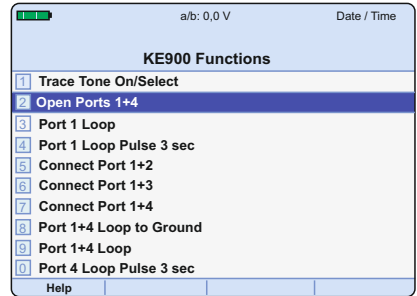 a/b: 0,0 V Date / Time
KE900 Functions
1 Trace Tone On/Select
2 Open Ports 1+4
3 Port 1 Loop
4 Port 1 Loop Pulse 3 sec
5 Connect Port 1+2
6 Connect Port 1+3
7 Connect Port 1+4
8 Port 1+4 Loop to Ground
9 Port 1+4 Loop
0 Port 4 Loop Pulse 3 sec
Help